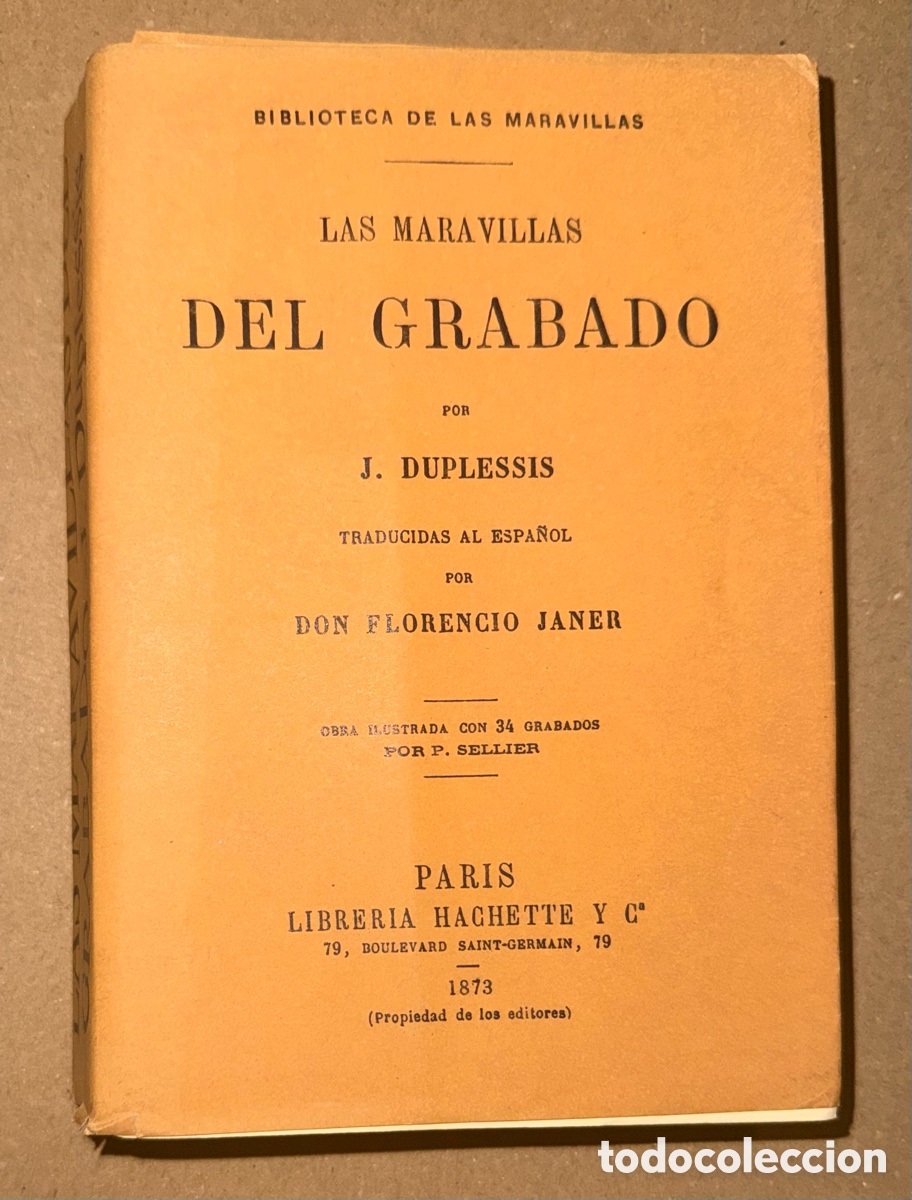 BIBLIOTECA DE LAS MARAVILLAS
LAS MARAVILLAS
DEL GRABADO
POR
J. DUPLESSIS
TRADUCIDAS AL ESPAÑOL
POR
DON FLORENCIO JANER
OBRA ILUSTRADA CON 34 GRABADOS
POR P. SELLIER
PARIS
LIBRERIA HACHETTE Y Cª
79, BOULEVARD SAINT-GERMAIN, 79
1873
(Propiedad de los editores)
todocoleccion